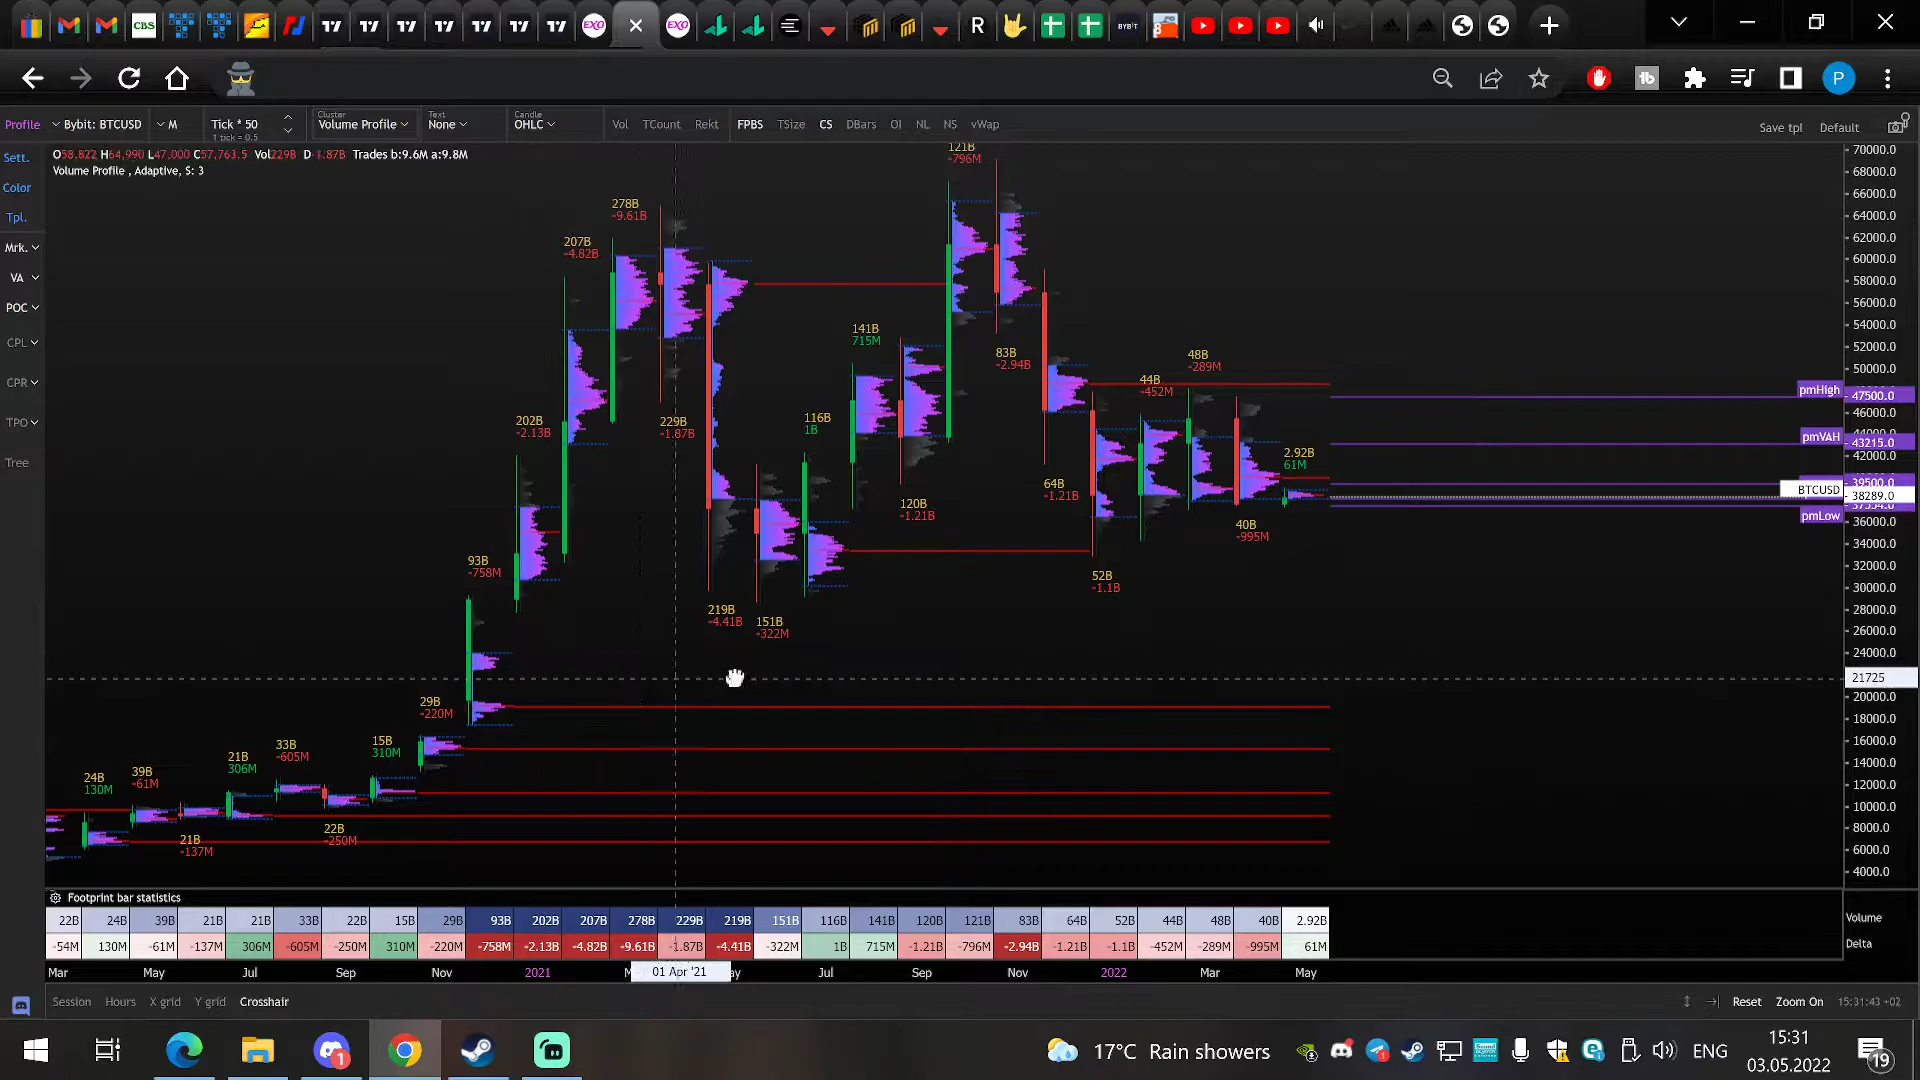 CBS
EXO
EXO
R
BYBIT
P
Profile
Bybit: BTCUSD
M
Tick * 50
1 tick = 0.5
Cluster
Volume Profile
Text
None
Candle
OHLC
Vol
TCount
Rekt
FPBS
TSize
CS
DBars
OI
NL
NS
vWap
Save tpl
Default
O58,822 H64,990 L47,000 C57,763.5 Vol229B D-1.87B Trades b:9.6M a:9.8M
Volume Profile , Adaptive, S: 3
Sett.
Color
Tpl.
Mrk.
VA
POC
CPL
CPR
TPO
Tree
121B
-796M
278B
-9.61B
207B
-4.82B
141B
715M
83B
-2.94B
48B
-289M
44B
-452M
202B
-2.13B
229B
-1.87B
116B
1B
2.92B
61M
64B
-1.21B
120B
-1.21B
40B
-995M
93B
-758M
52B
-1.1B
219B
-4.41B
151B
-322M
29B
-220M
15B
310M
33B
-605M
21B
306M
39B
-61M
24B
130M
22B
-250M
21B
-137M
70000.0
68000.0
66000.0
64000.0
62000.0
60000.0
58000.0
56000.0
54000.0
52000.0
50000.0
pmHigh
47500.0
46000.0
44000.0
pmVAH
43215.0
42000.0
39500.0
BTCUSD
38289.0
pmLow
36000.0
34000.0
32000.0
30000.0
28000.0
26000.0
24000.0
21725
20000.0
18000.0
16000.0
14000.0
12000.0
10000.0
8000.0
6000.0
4000.0
Footprint bar statistics
22B 24B 39B 21B 21B 33B 22B 15B 29B 93B 202B 207B 278B 229B 219B 151B 116B 141B 120B 121B 83B 64B 52B 44B 48B 40B 2.92B Volume
-54M 130M -61M -137M 306M -605M -250M 310M -220M -758M -2.13B -4.82B -9.61B -1.87B -4.41B -322M 1B 715M -1.21B -796M -2.94B -1.21B -1.1B -452M -289M -995M 61M Delta
Mar May Jul Sep Nov 2021 01 Apr '21 Jul Sep Nov 2022 Mar May
Session Hours X grid Y grid Crosshair
Reset Zoom On 15:31:43 +02
1
17°C Rain showers
ENG
15:31
03.05.2022
19